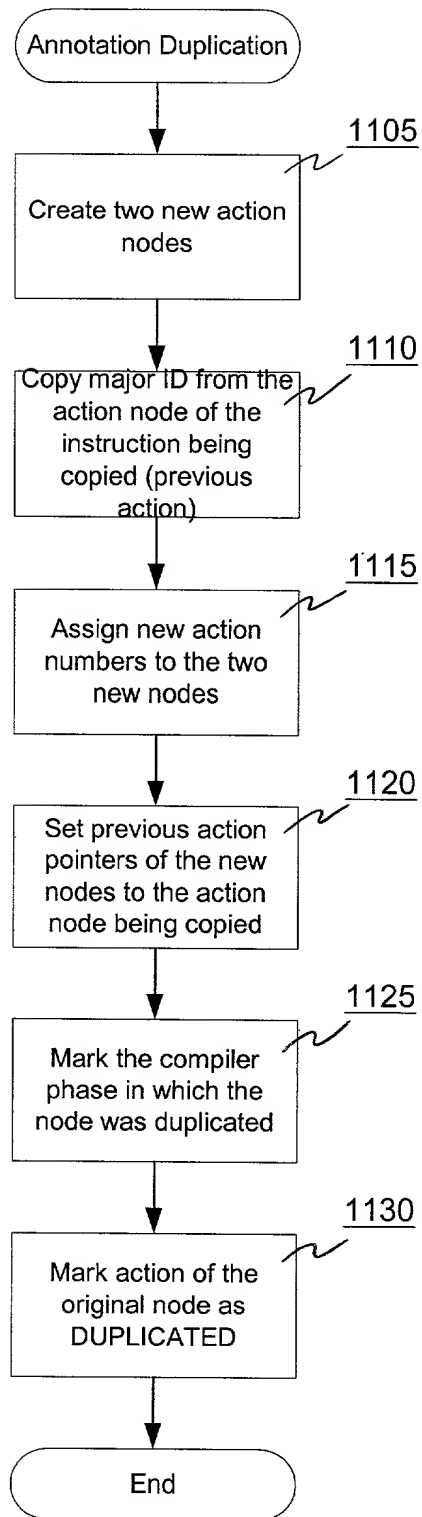 Annotation Duplication
1105
Create two new action
nodes
1110
Copy major ID from the
action node of the
instruction being
copied (previous
action)
1115
Assign new action
numbers to the two
new nodes
1120
Set previous action
pointers of the new
nodes to the action
node being copied
1125
Mark the compiler
phase in which the
node was duplicated
1130
Mark action of the
original node as
DUPLICATED
End